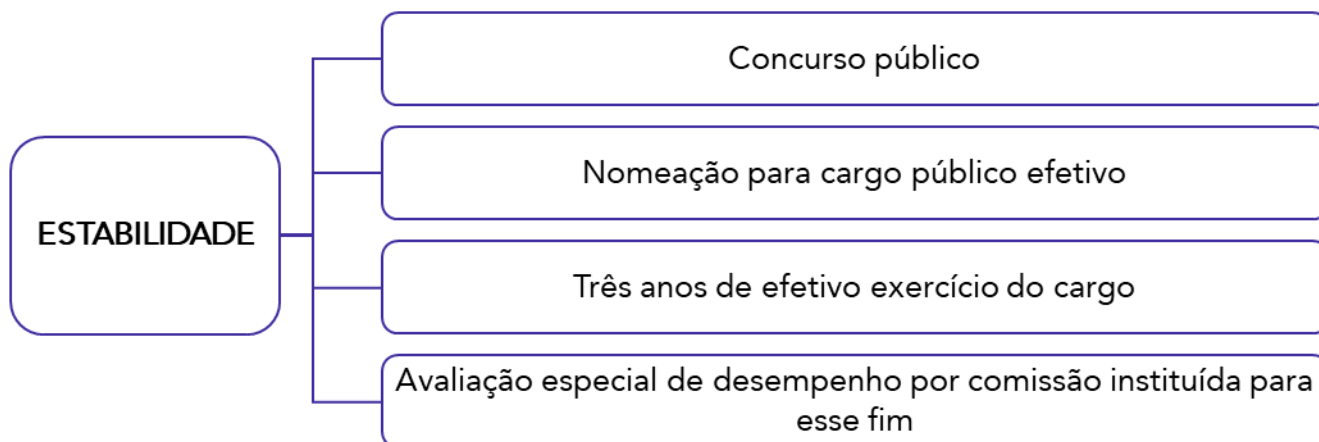 ESTABILIDADE
Concurso público
Nomeação para cargo público efetivo
Três anos de efetivo exercício do cargo
Avaliação especial de desempenho por comissão instituída para
esse fim